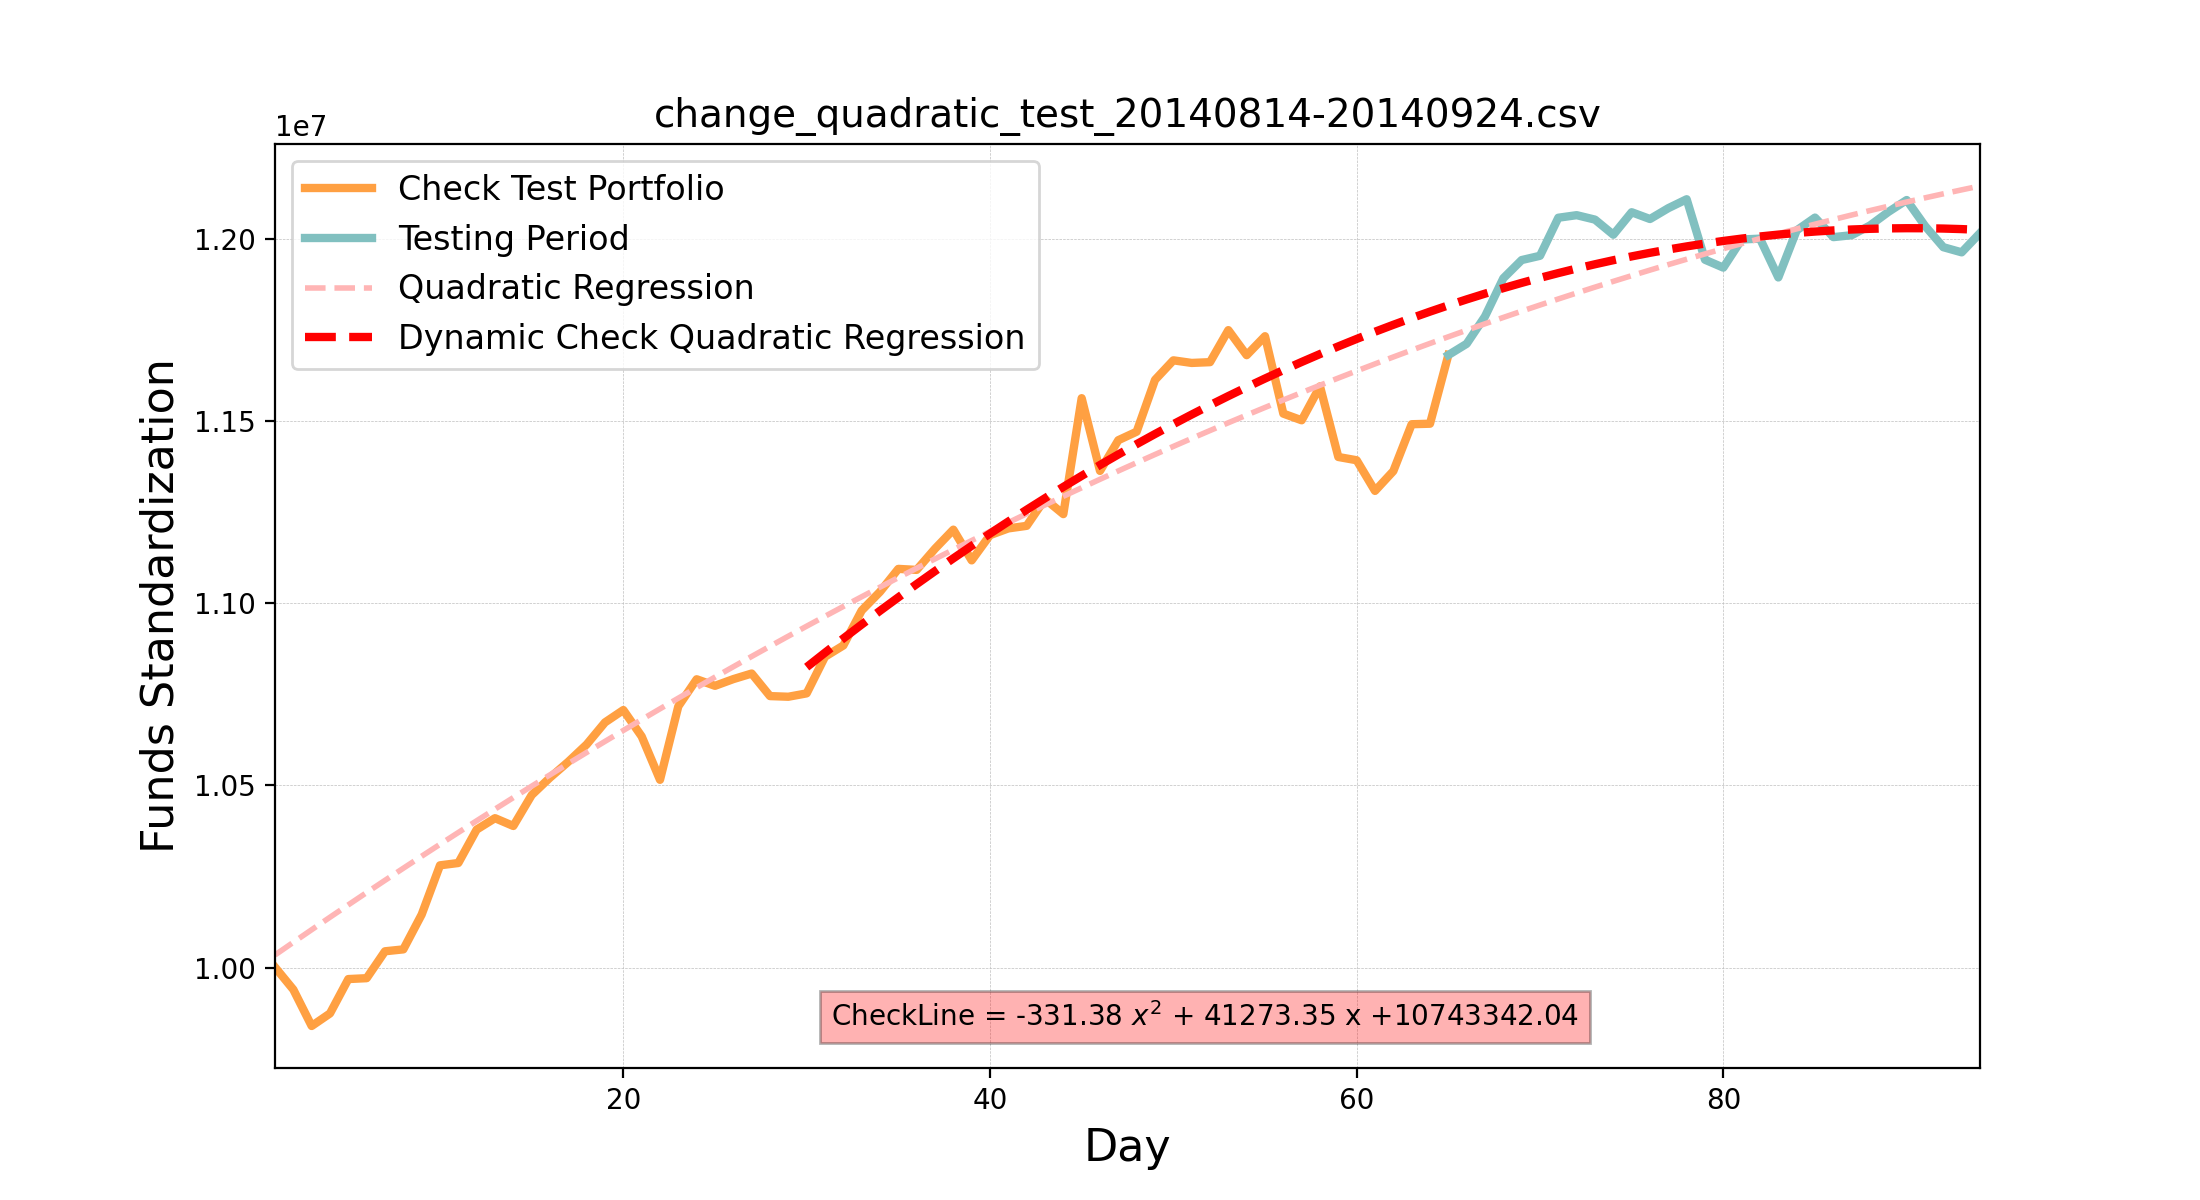 change_quadratic_test_20140814-20140924.csv
1e7
Check Test Portfolio
Testing Period
Quadratic Regression
Dynamic Check Quadratic Regression
Funds Standardization
1.20
1.15
1.10
1.05
1.00
CheckLine = -331.38 x² + 41273.35 x +10743342.04
20
40
60
80
Day